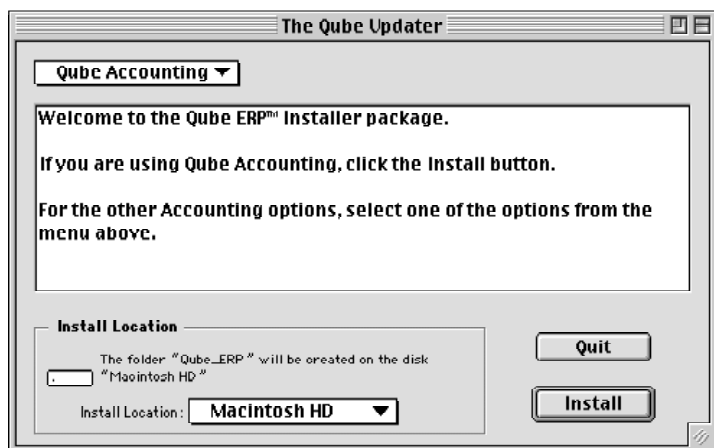 The Qube Updater
Qube Accounting
Welcome to the Qube ERP™ Installer package.
If you are using Qube Accounting, click the Install button.
For the other Accounting options, select one of the options from the
menu above.
Install Location
The folder "Qube_ERP" will be created on the disk
"Macintosh HD"
Install Location: Macintosh HD
Quit
Install